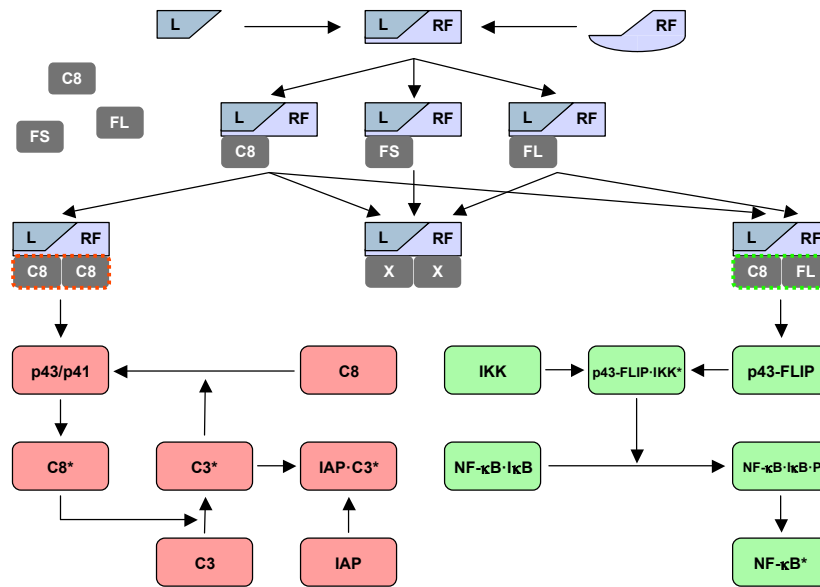 L
L RF
RF
C8
FS
FL
L RF
C8
L RF
FS
L RF
FL
L RF
C8 C8
L RF
X X
L RF
C8 FL
p43/p41
C8
IKK
p43-FLIP·IKK*
p43-FLIP
C8*
C3*
IAP·C3*
NF-κB·IκB
NF-κB·IκB·P
C3
IAP
NF-κB*